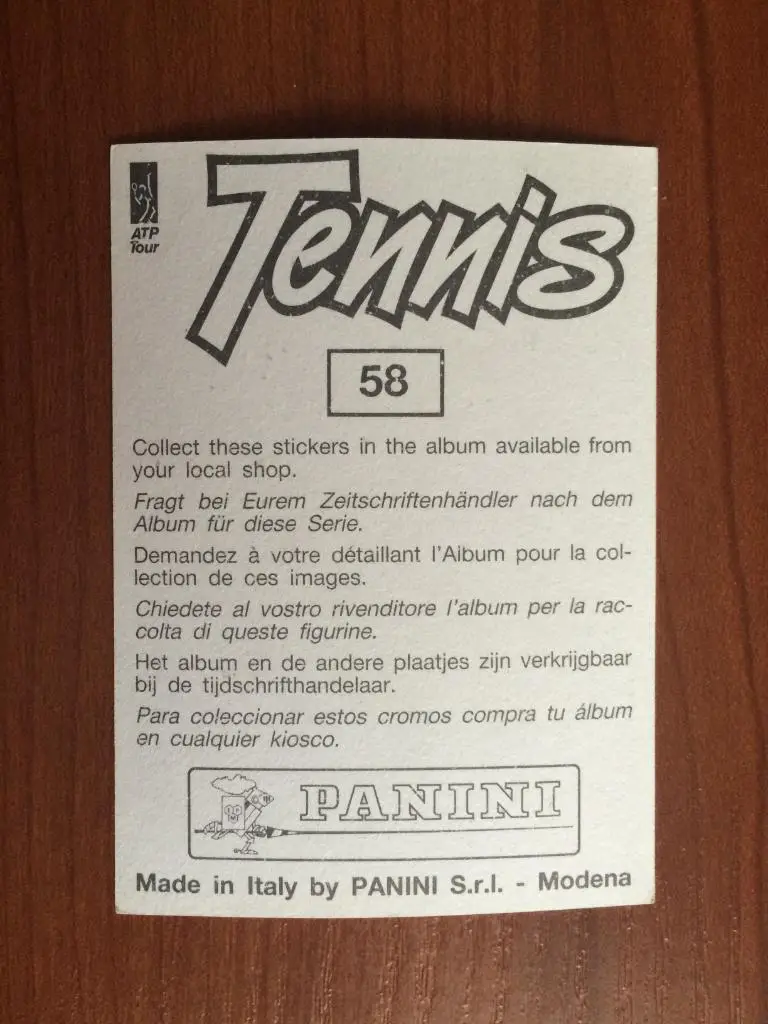 ATP
Tour
Tennis
58
Collect these stickers in the album available from
your local shop.
Fragt bei Eurem Zeitschriftenhändler nach dem
Album für diese Serie.
Demandez à votre détaillant l'Album pour la col-
lection de ces images.
Chiedete al vostro rivenditore l'album per la rac-
colta di queste figurine.
Het album en de andere plaatjes zijn verkrijgbaar
bij de tijdschrifthandelaar.
Para coleccionar estos cromos compra tu álbum
en cualquier kiosco.
PANINI
Made in Italy by PANINI S.r.l. - Modena